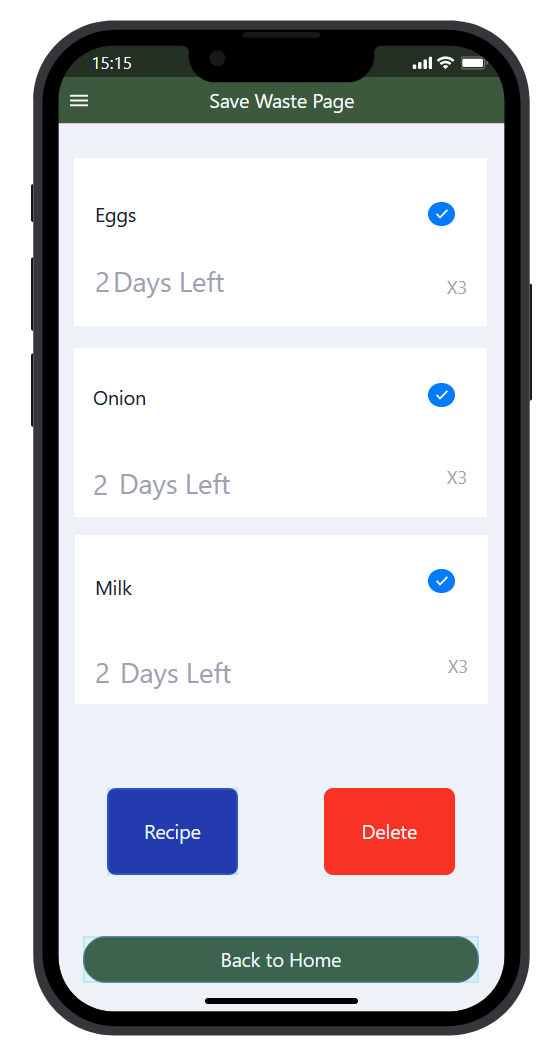 15:15
Save Waste Page
Eggs
2 Days Left
X3
Onion
2 Days Left
X3
Milk
2 Days Left
X3
Recipe
Delete
Back to Home